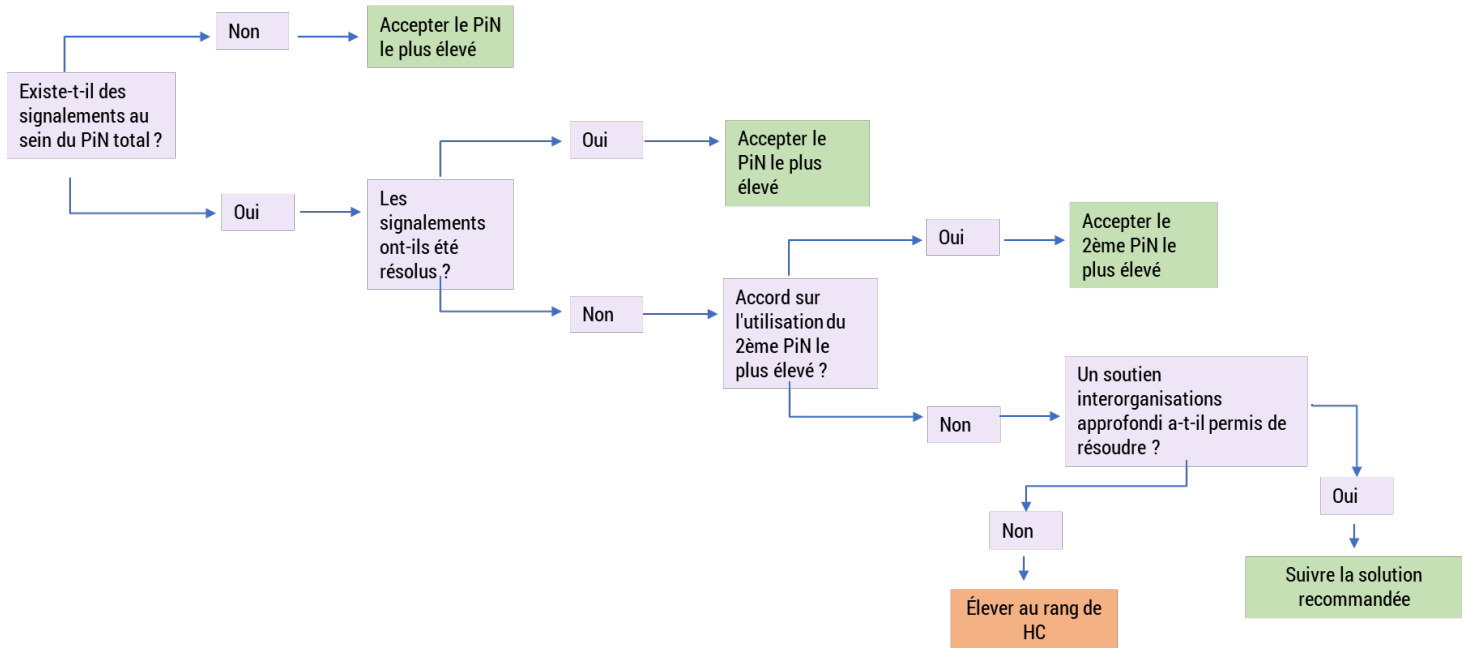 Non
Accepter le PiN
le plus élevé
Existe-t-il des
signalements au
sein du PiN total ?
Oui
Accepter le
PiN le plus
élevé
Oui
Les
signalements
ont-ils été
résolus ?
Oui
Accepter le
2ème PiN le
plus élevé
Non
Accord sur
l'utilisation du
2ème PiN le
plus élevé ?
Non
Un soutien
interorganisations
approfondi a-t-il permis de
résoudre ?
Oui
Non
Suivre la solution
recommandée
Élever au rang de
HC